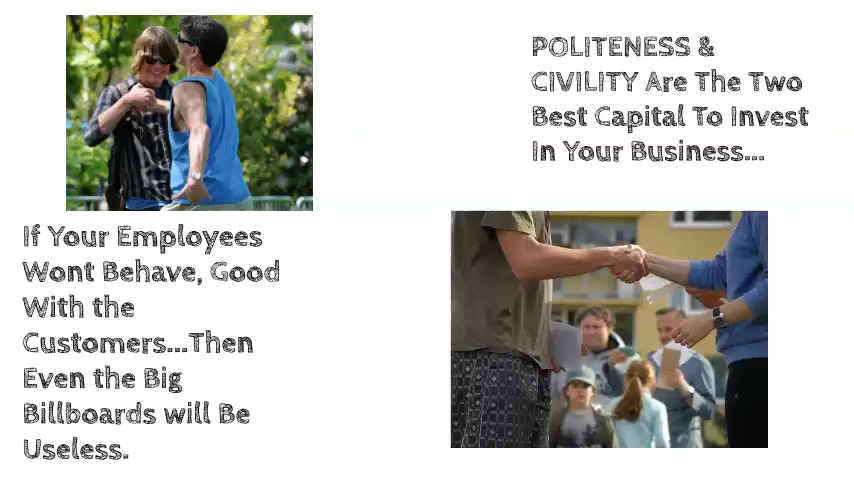 POLITENESS &
CIVILITY Are The Two
Best Capital To Invest
In Your Business...
If Your Employees
Wont Behave, Good
With the
Customers...Then
Even the Big
Billboards will Be
Useless.